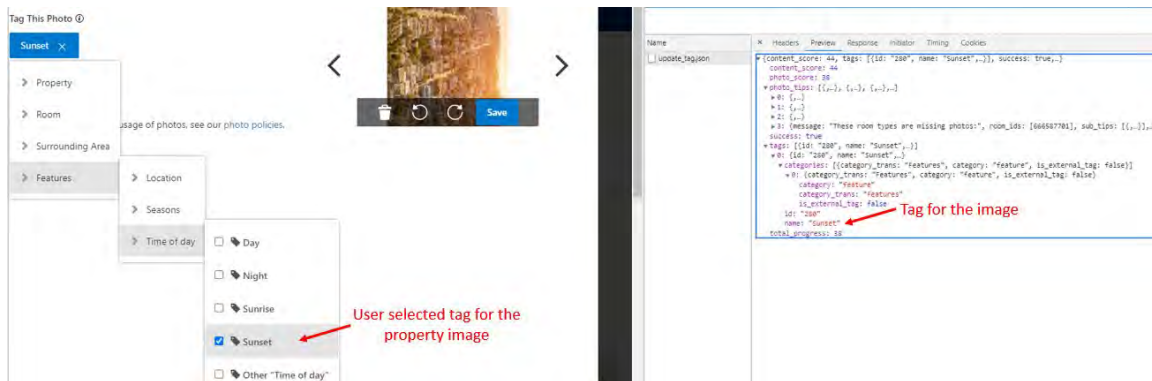 Tag This Photo ⓘ
Sunset ×
Property
Room
Surrounding Area
Features
usage of photos, see our photo policies.
Location
Seasons
Time of day
Day
Night
Sunrise
Sunset
Other "Time of day"
Save
User selected tag for the
property image
Name
update_tag.json
× Headers Preview Response Initiator Timing Cookies
{content_score: 44, tags: [{id: "280", name: "Sunset",…}], success: true,…}
content_score: 44
photo_score: 36
photo_tips: [{,…}, {,…}, {,…},…]
0: {,…}
1: {,…}
2: {,…}
3: {message: "These room types are missing photos:", room_ids: [666587701], sub_tips: [{,…}],…
success: true
tags: [{id: "280", name: "Sunset",…}]
0: {id: "280", name: "Sunset",…}
categories: [{category_trans: "Features", category: "feature", is_external_tag: false}]
0: {category_trans: "Features", category: "feature", is_external_tag: false}
category: "feature"
category_trans: "Features"
is_external_tag: false
id: "280"
name: "Sunset"
total_progress: 38
Tag for the image